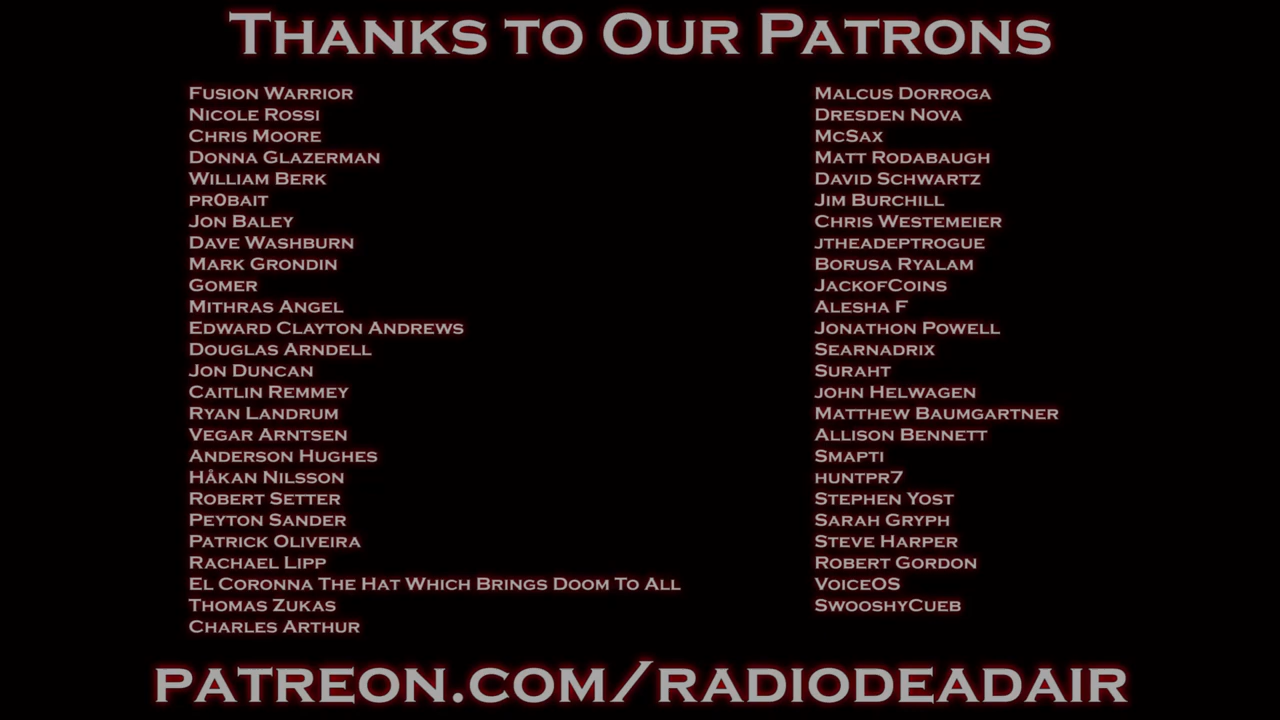 Thanks to Our Patrons
Fusion Warrior
Nicole Rossi
Chris Moore
Donna Glazerman
William Berk
pr0bait
Jon Baley
Dave Washburn
Mark Grondin
Gomer
Mithras Angel
Edward Clayton Andrews
Douglas Arndell
Jon Duncan
Caitlin Remmey
Ryan Landrum
Vegar Arntsen
Anderson Hughes
Håkan Nilsson
Robert Setter
Peyton Sander
Patrick Oliveira
Rachael Lipp
El Coronna The Hat Which Brings Doom To All
Thomas Zukas
Charles Arthur
Malcus Dorroga
Dresden Nova
McSax
Matt Rodabaugh
David Schwartz
Jim Burchill
Chris Westemeier
jtheadeptrogue
Borusa Ryalam
JackofCoins
Alesha F
Jonathon Powell
Searnadrix
Suraht
john Helwagen
Matthew Baumgartner
Allison Bennett
Smapti
huntpr7
Stephen Yost
Sarah Gryph
Steve Harper
Robert Gordon
VoiceOS
SwooshyCueb
patreon.com/radiodeadair